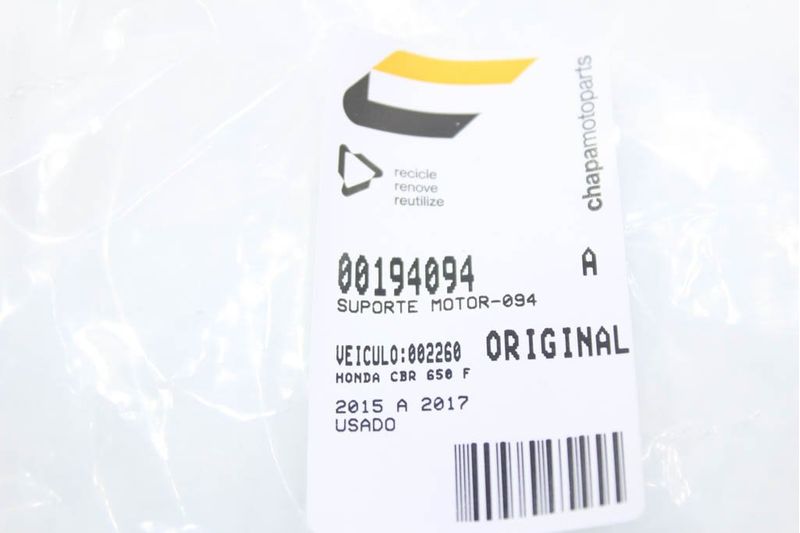 chapamotoparts
recicle
renove
reutilize
00194094 A
SUPORTE MOTOR-094
VEICULO:002260 ORIGINAL
HONDA CBR 650 F
2015 A 2017
USADO